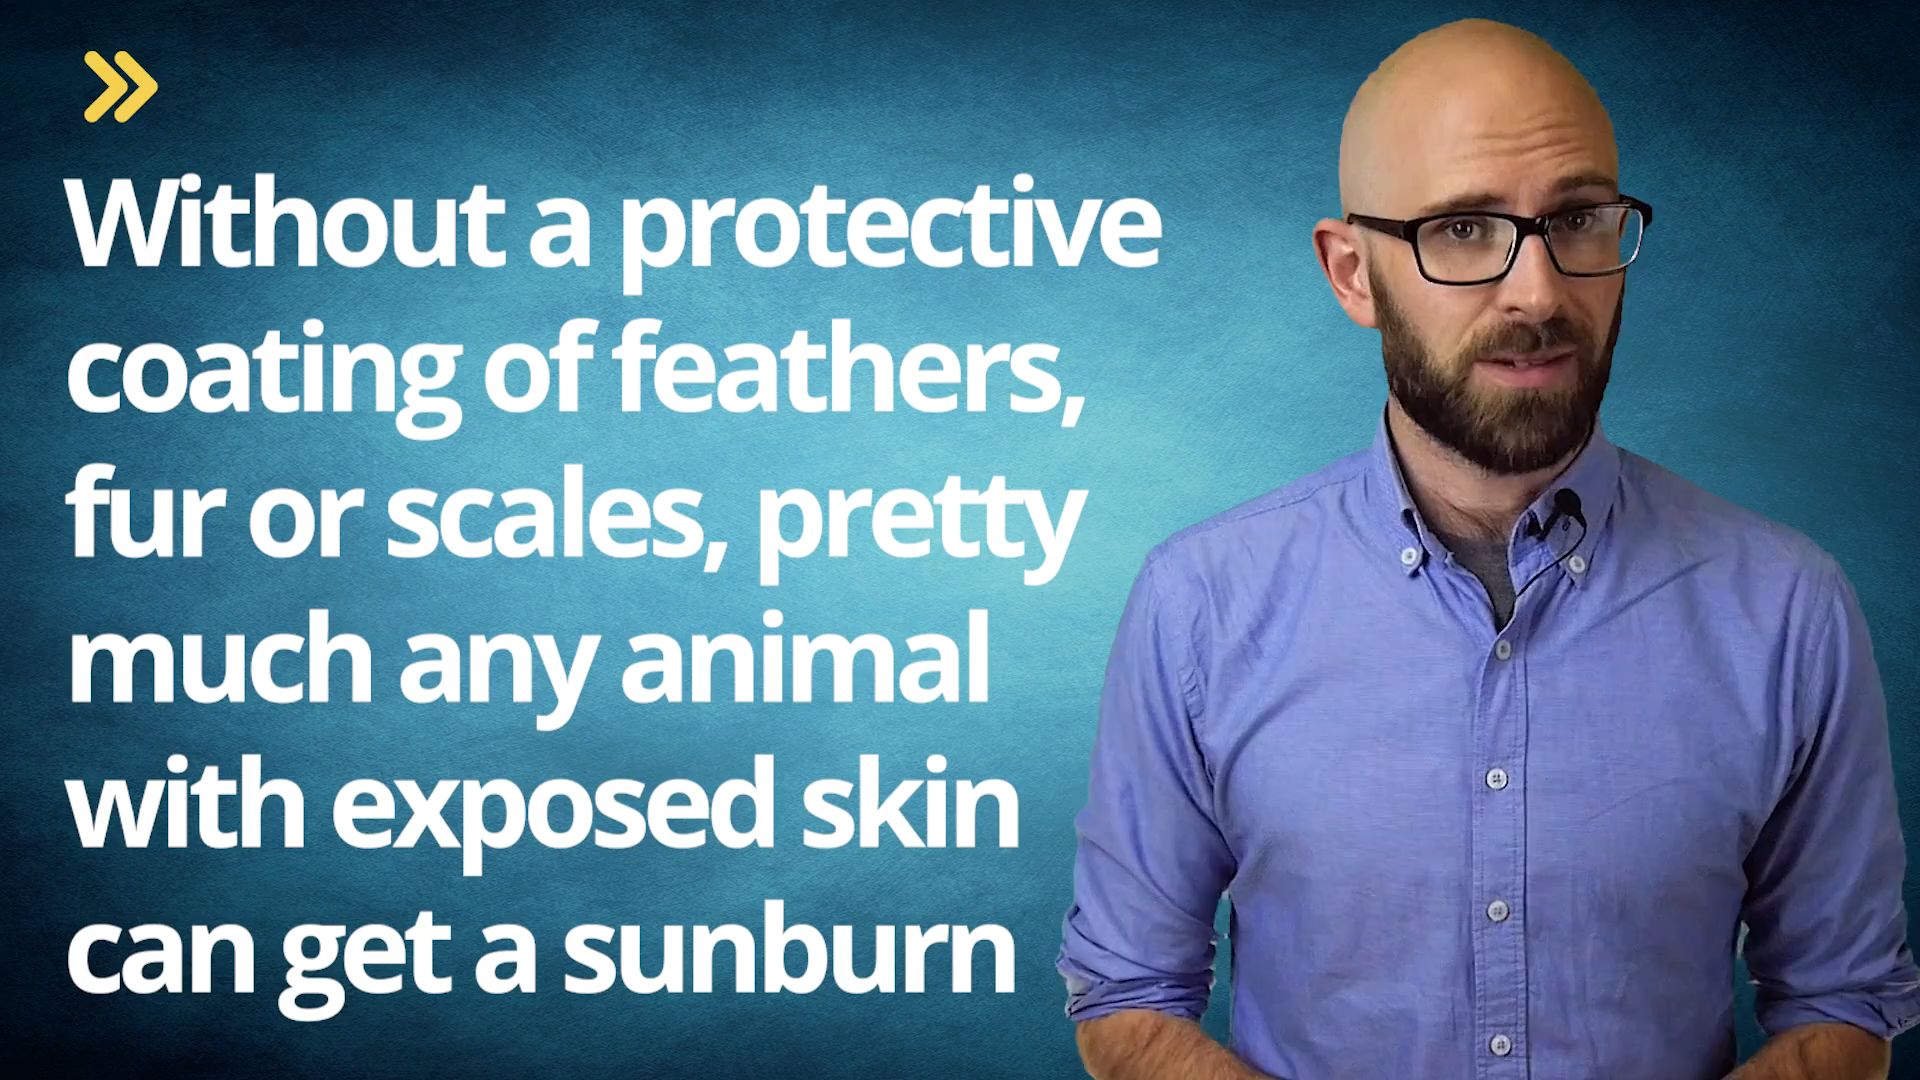 Without a protective
coating of feathers,
fur or scales, pretty
much any animal
with exposed skin
can get a sunburn